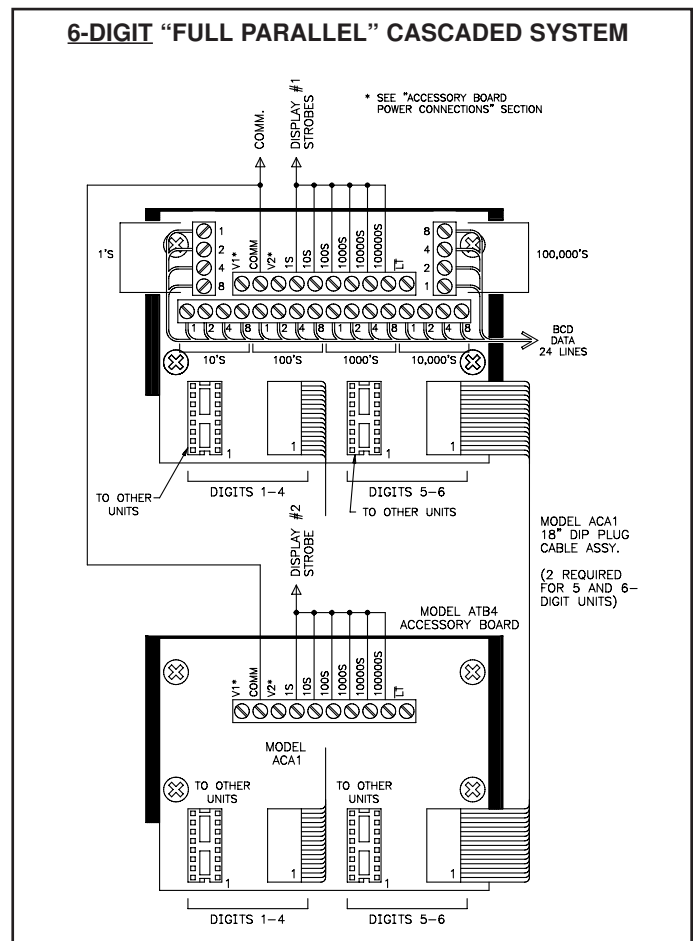 6-DIGIT “FULL PARALLEL” CASCADED SYSTEM
COMM.
DISPLAY #1
STROBES
* SEE "ACCESSORY BOARD
POWER CONNECTIONS" SECTION
1'S
1
2
4
8
V1*
COMM
V2*
1S
10S
100S
1000S
10000S
100000S
LT
8
4
2
1
100,000'S
1 2 4 8 1 2 4 8 1 2 4 8 1 2 4 8
10'S 100'S 1000'S 10,000'S
BCD
DATA
24 LINES
1 1 1 1
TO OTHER
UNITS
DIGITS 1-4
DIGITS 5-6
TO OTHER UNITS
DISPLAY #2
STROBE
MODEL ACA1
18" DIP PLUG
CABLE ASSY.
(2 REQUIRED
FOR 5 AND 6-
DIGIT UNITS)
MODEL ATB4
ACCESSORY BOARD
V1*
COMM
V2*
1S
10S
100S
1000S
10000S
100000S
LT
MODEL
ACA1
TO OTHER
UNITS
TO OTHER
UNITS
1 1 1 1
DIGITS 1-4
DIGITS 5-6